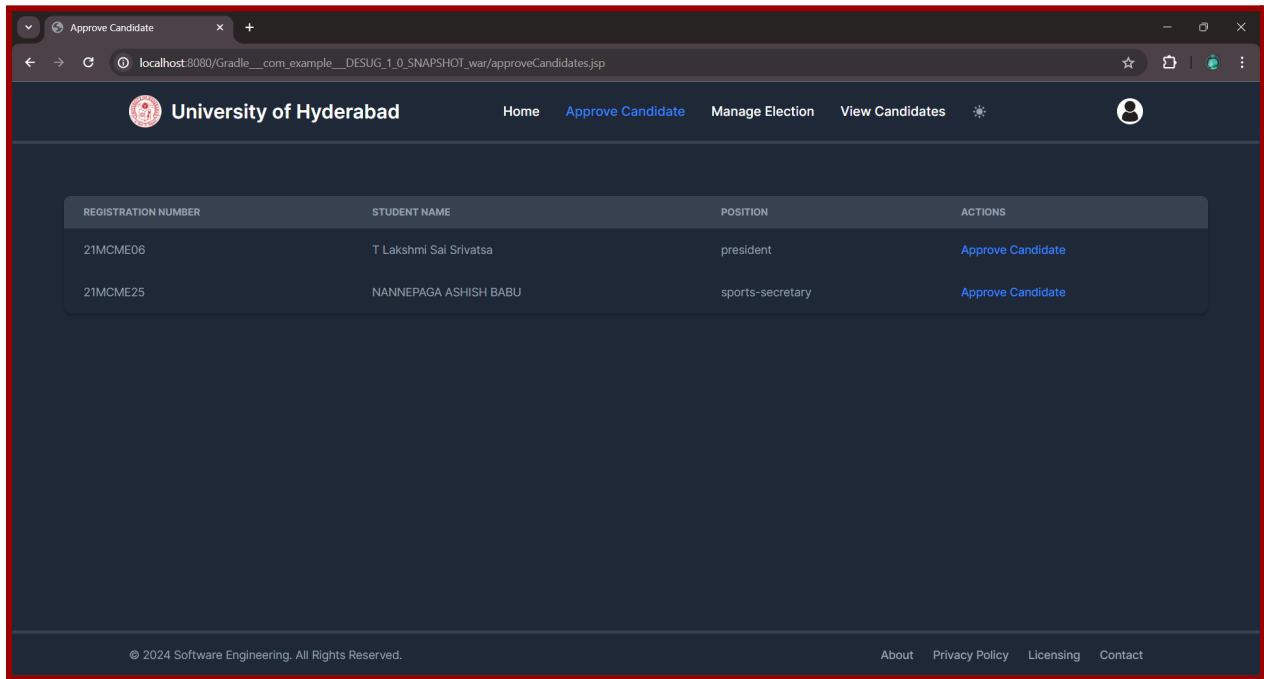 Approve Candidate
localhost:8080/Gradle___com_example___DESUG_1_0_SNAPSHOT_war/approveCandidates.jsp
University of Hyderabad Home Approve Candidate Manage Election View Candidates
REGISTRATION NUMBER STUDENT NAME POSITION ACTIONS
21MCME06 T Lakshmi Sai Srivatsa president Approve Candidate
21MCME25 NANNEPAGA ASHISH BABU sports-secretary Approve Candidate
© 2024 Software Engineering. All Rights Reserved. About Privacy Policy Licensing Contact